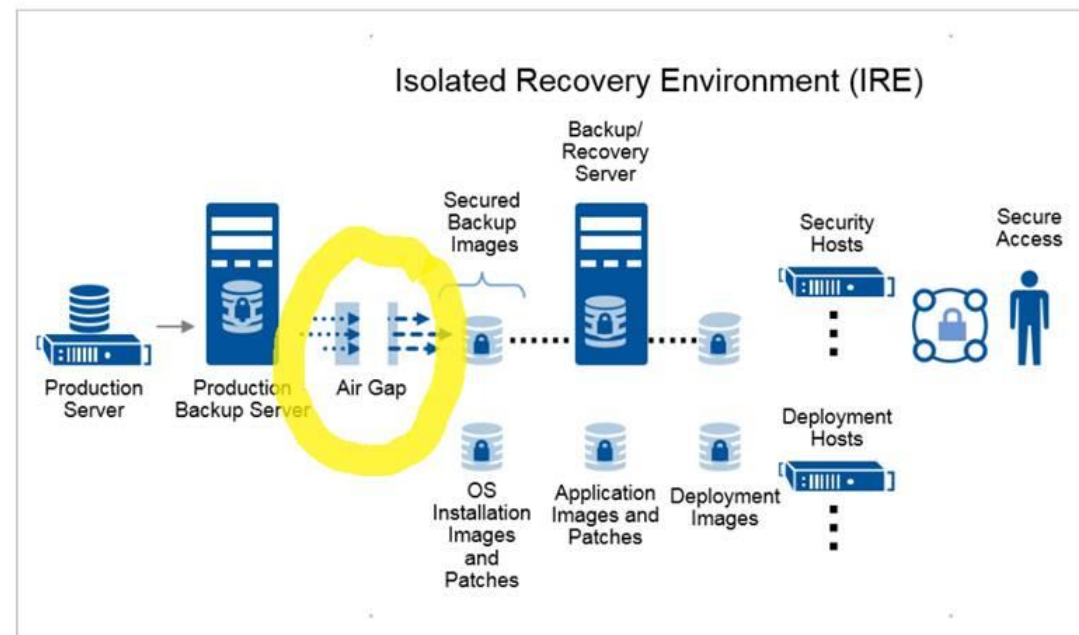 Isolated Recovery Environment (IRE)
Backup/
Recovery
Server
Secured
Backup
Images
Security
Hosts
Secure
Access
Production
Server
Production
Backup Server
Air Gap
Deployment
Hosts
OS
Installation
Images
and
Patches
Application
Images and
Patches
Deployment
Images